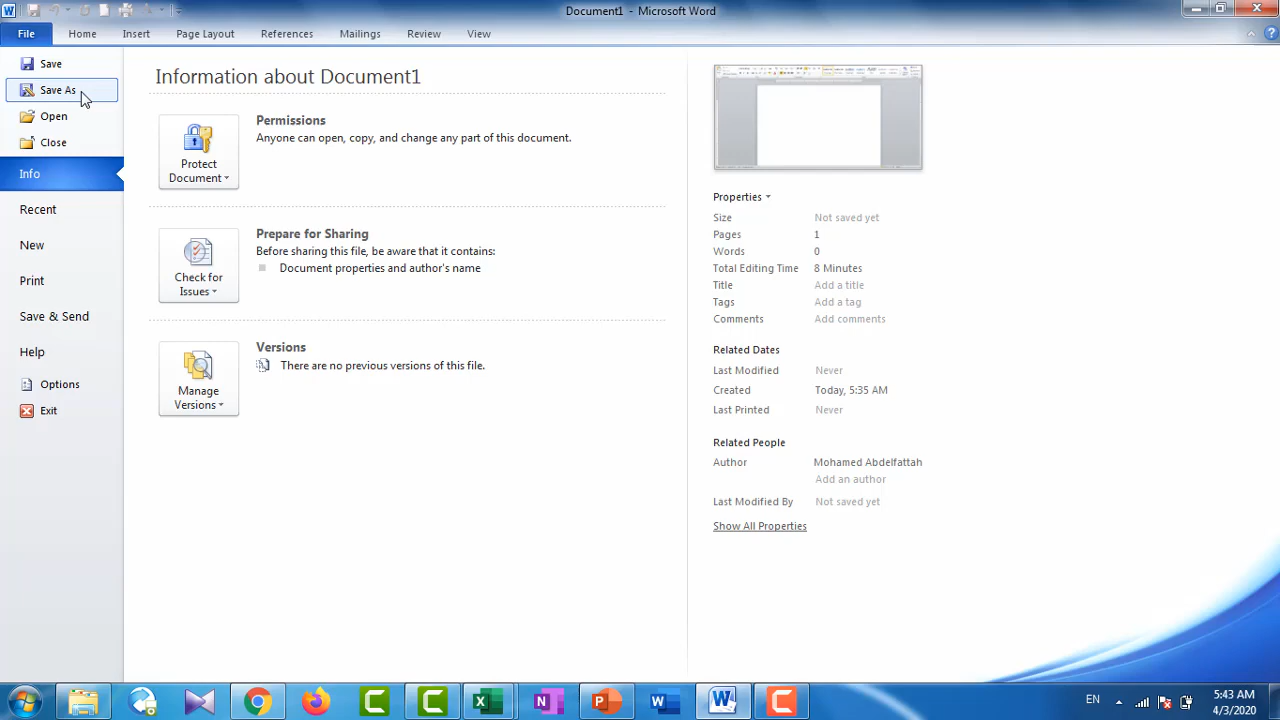 Document1 - Microsoft Word
File Home Insert Page Layout References Mailings Review View
Save
Save As
Open
Close
Info
Recent
New
Print
Save & Send
Help
Options
Exit
Information about Document1
Protect
Document
Permissions
Anyone can open, copy, and change any part of this document.
Check for
Issues
Prepare for Sharing
Before sharing this file, be aware that it contains:
Document properties and author's name
Manage
Versions
Versions
There are no previous versions of this file.
Properties
Size Not saved yet
Pages 1
Words 0
Total Editing Time 8 Minutes
Title Add a title
Tags Add a tag
Comments Add comments
Related Dates
Last Modified Never
Created Today, 5:35 AM
Last Printed Never
Related People
Author Mohamed Abdelfattah
Add an author
Last Modified By Not saved yet
Show All Properties
EN
5:43 AM
4/3/2020